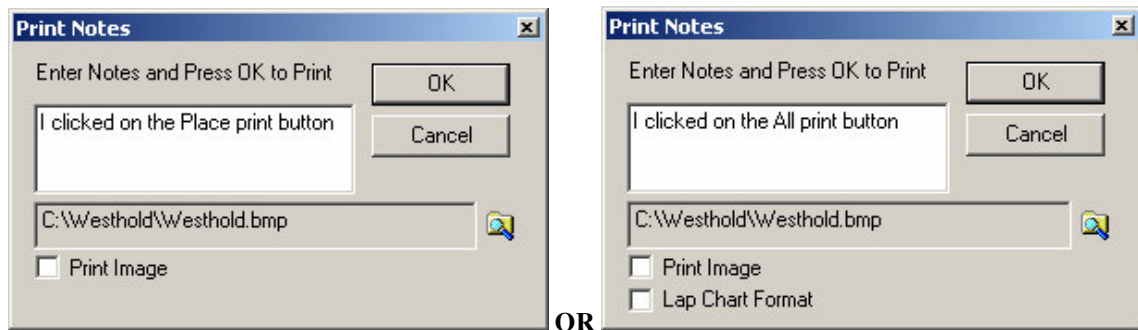 Print Notes
Enter Notes and Press OK to Print
OK
I clicked on the Place print button
Cancel
C:\Westhold\Westhold.bmp
Print Image
OR
Print Notes
Enter Notes and Press OK to Print
OK
I clicked on the All print button
Cancel
C:\Westhold\Westhold.bmp
Print Image
Lap Chart Format